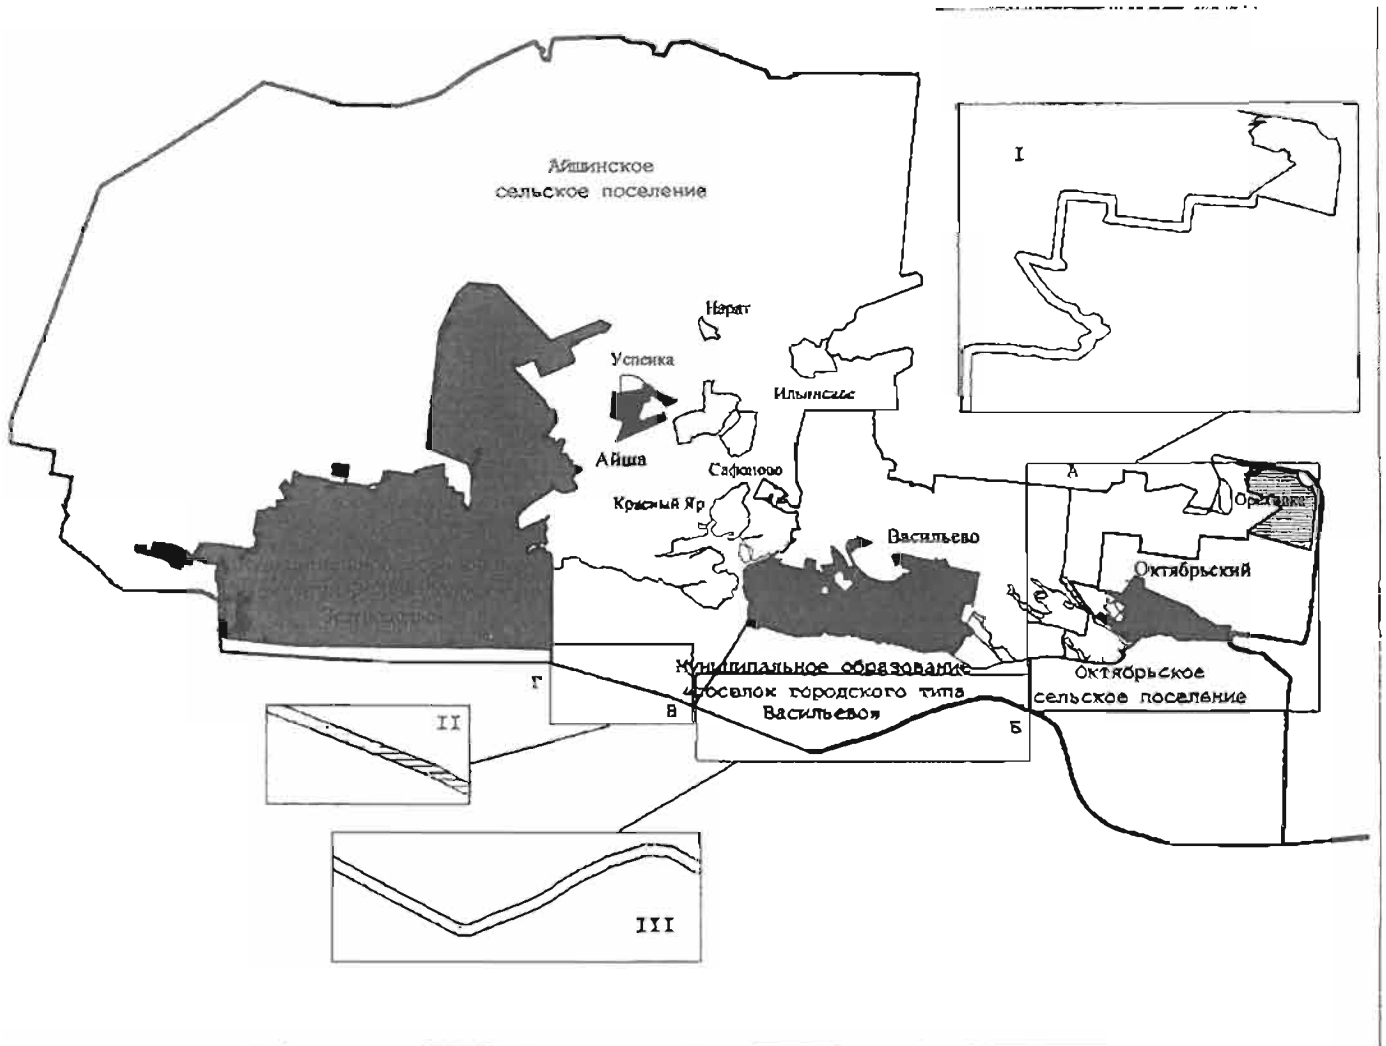 I
Айшинское
сельское поселение
Нарат
Успенка
Ильинское
А
Айша
Сафоново
Красный Яр
Васильево
Октябрьский
Муниципальное образование
«поселок городского типа
Васильево»
Октябрьское
сельское поселение
Г
В
Б
II
III